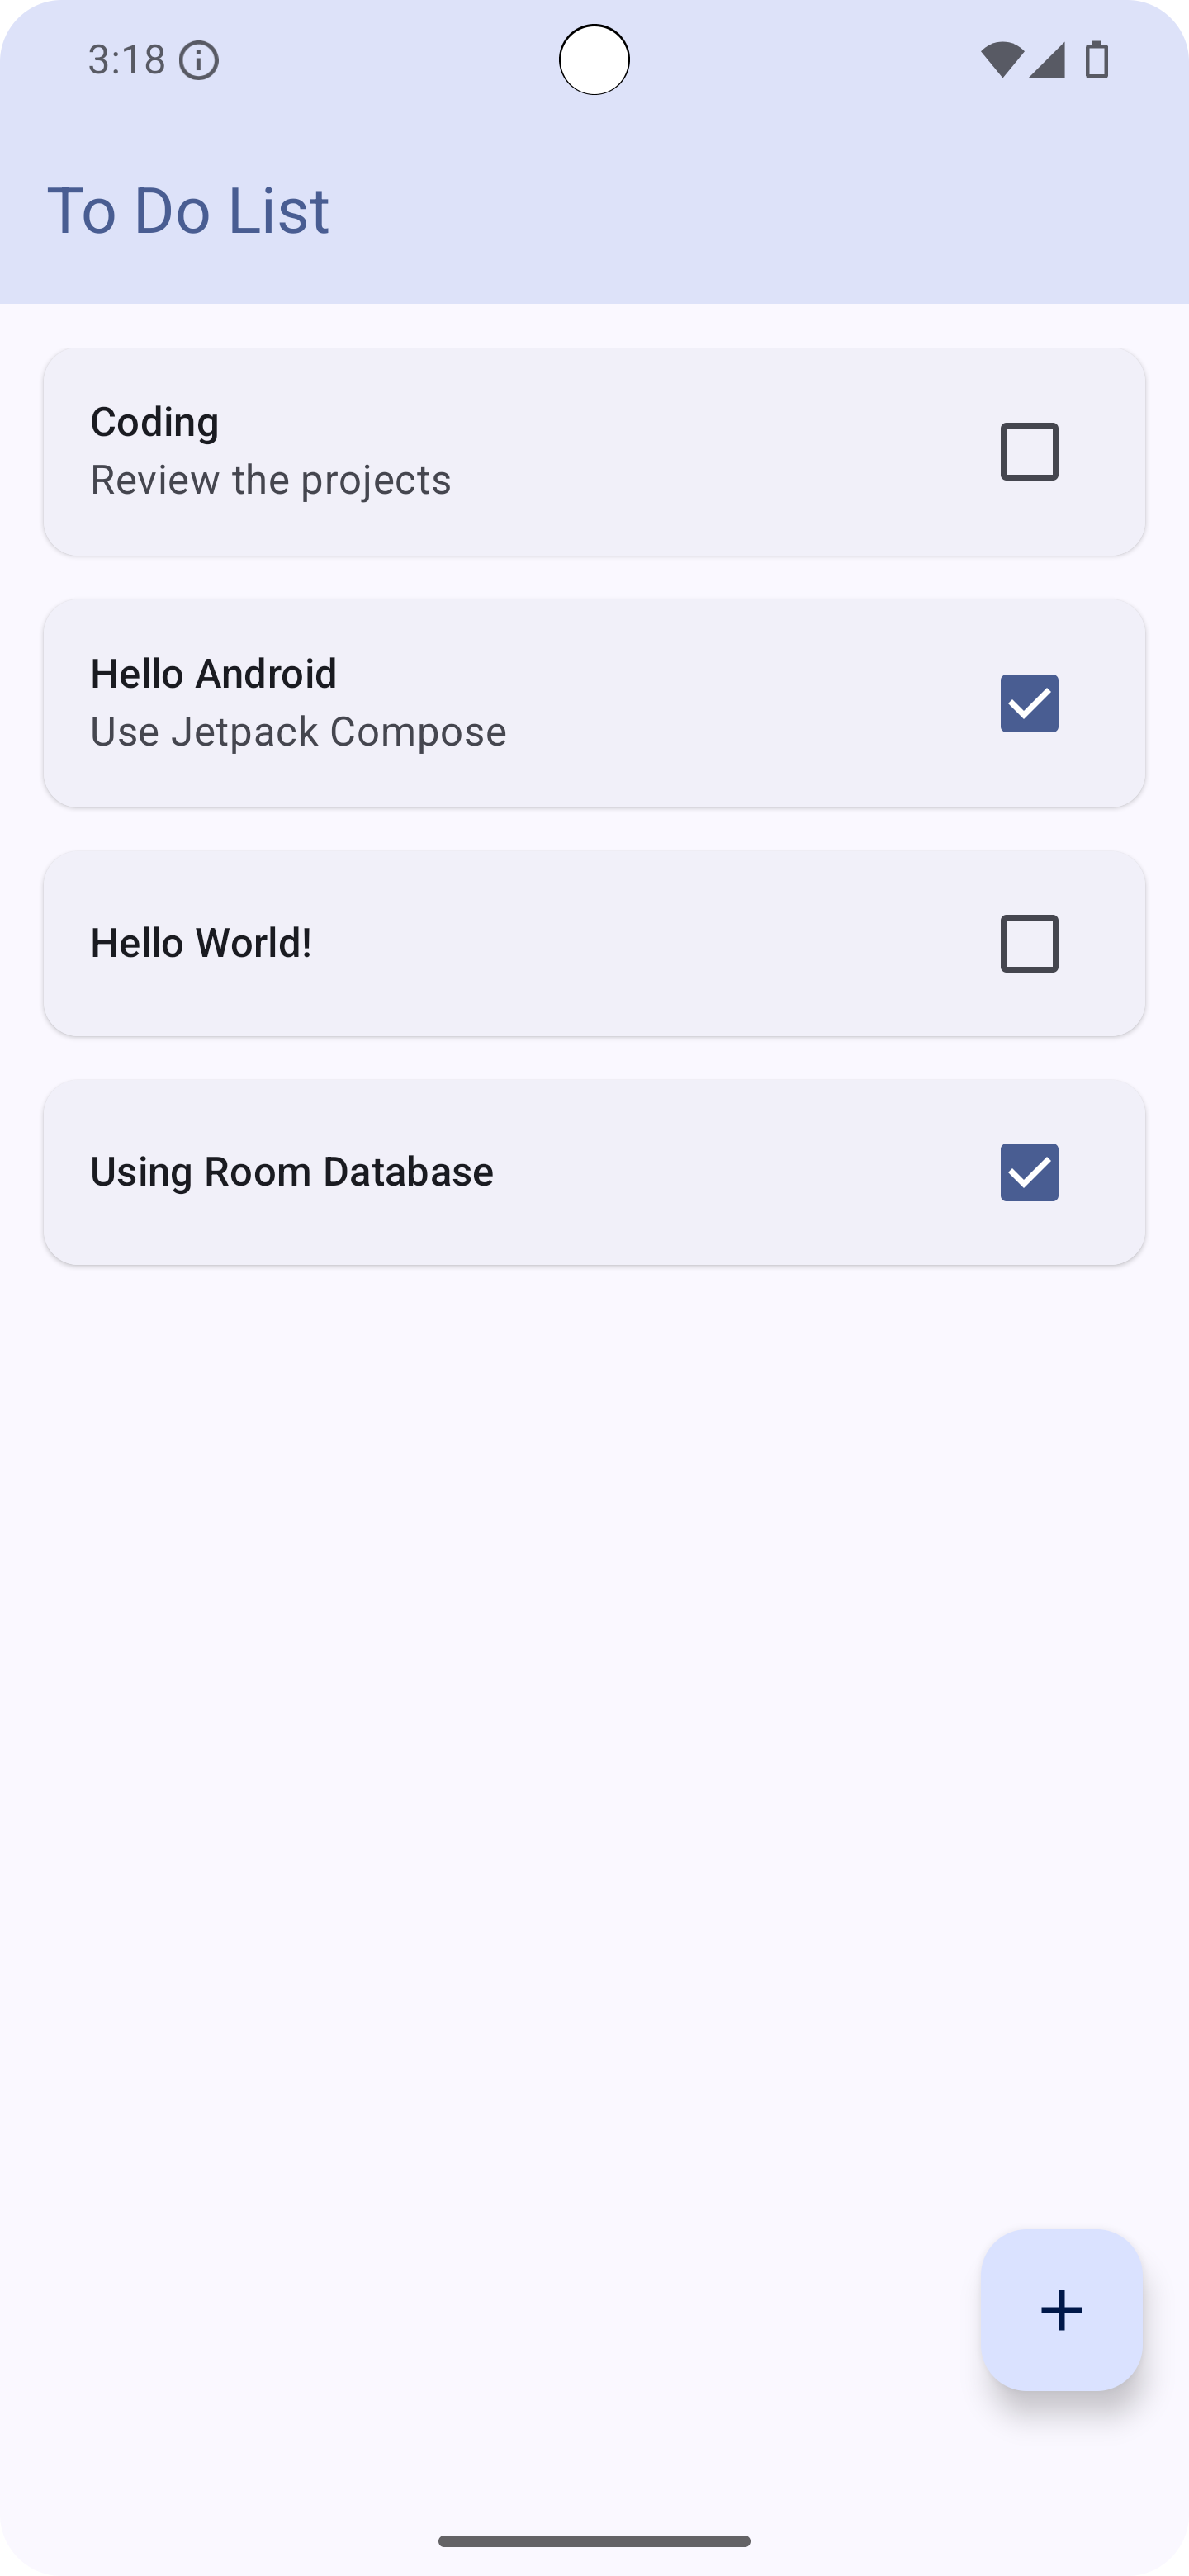 3:18
To Do List
Coding
Review the projects
Hello Android
Use Jetpack Compose
Hello World!
Using Room Database